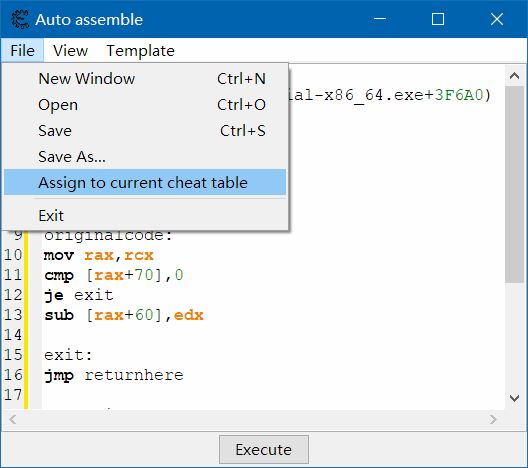 Auto assemble
File View Template
New Window Ctrl+N
Open Ctrl+O
Save Ctrl+S
Save As...
Assign to current cheat table
Exit
ial-x86_64.exe+3F6A0)
9 originalcode:
10 mov rax,rcx
11 cmp [rax+70],0
12 je exit
13 sub [rax+60],edx
14
15 exit:
16 jmp returnhere
17
Execute